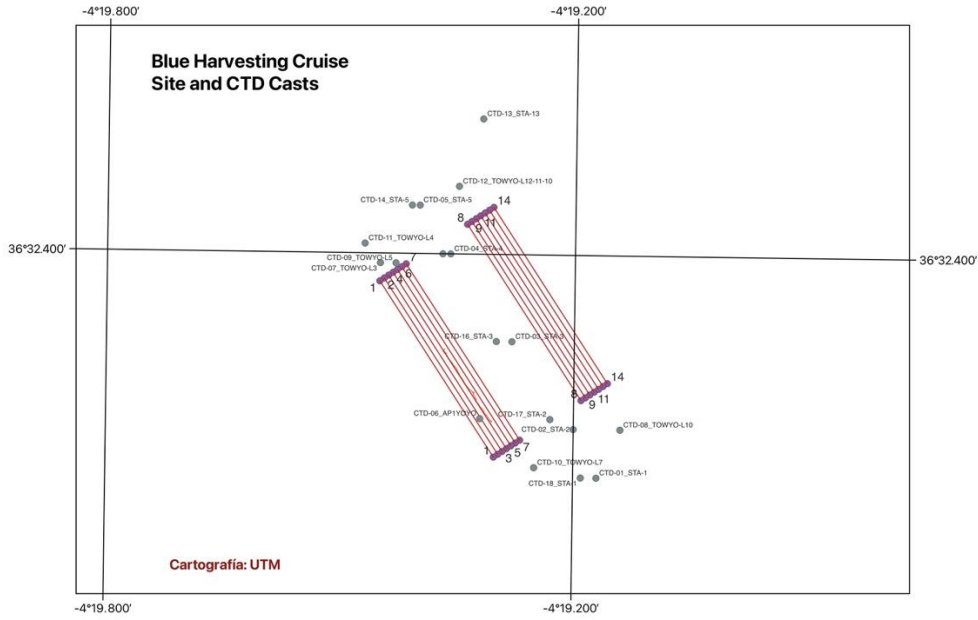 -4°19.800'
-4°19.200'
Blue Harvesting Cruise
Site and CTD Casts
CTD-13_STA-13
CTD-12_TOWYO-L12-11-10
CTD-14_STA-5
CTD-05_STA-5
14
8
9
11
CTD-11_TOWYO-L4
36°32.400'
CTD-04_STA-4
36°32.400'
CTD-09_TOWYO-L5
7
CTD-07_TOWYO-L3
6
4
2
1
CTD-16_STA-3
CTD-03_STA-3
14
8
9
11
CTD-06_AP1YOYO
CTD-17_STA-2
CTD-02_STA-2
CTD-08_TOWYO-L10
1
3
5
7
CTD-10_TOWYO-L7
CTD-18_STA-1
CTD-01_STA-1
Cartografía: UTM
-4°19.800'
-4°19.200'